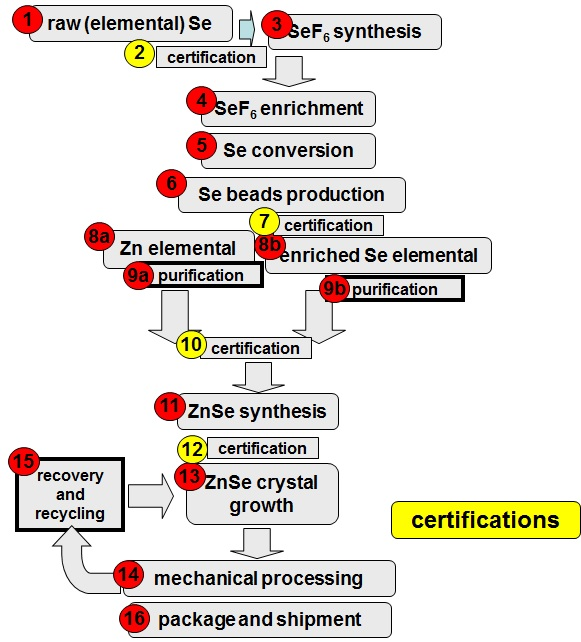 1 raw (elemental) Se
2 certification
3 SeF6 synthesis
4 SeF6 enrichment
5 Se conversion
6 Se beads production
7 certification
8a Zn elemental
8b enriched Se elemental
9a purification
9b purification
10 certification
11 ZnSe synthesis
12 certification
13 ZnSe crystal
growth
15 recovery
and
recycling
certifications
14 mechanical processing
16 package and shipment